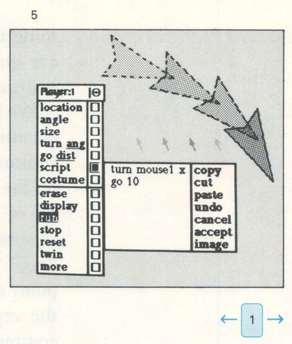 5
Player:1
location
angle
size
turn ang
go dist
script
costume
erase
display
run
stop
reset
twin
more
turn mouse1 x
go 10
copy
cut
paste
undo
cancel
accept
image
← 1 →